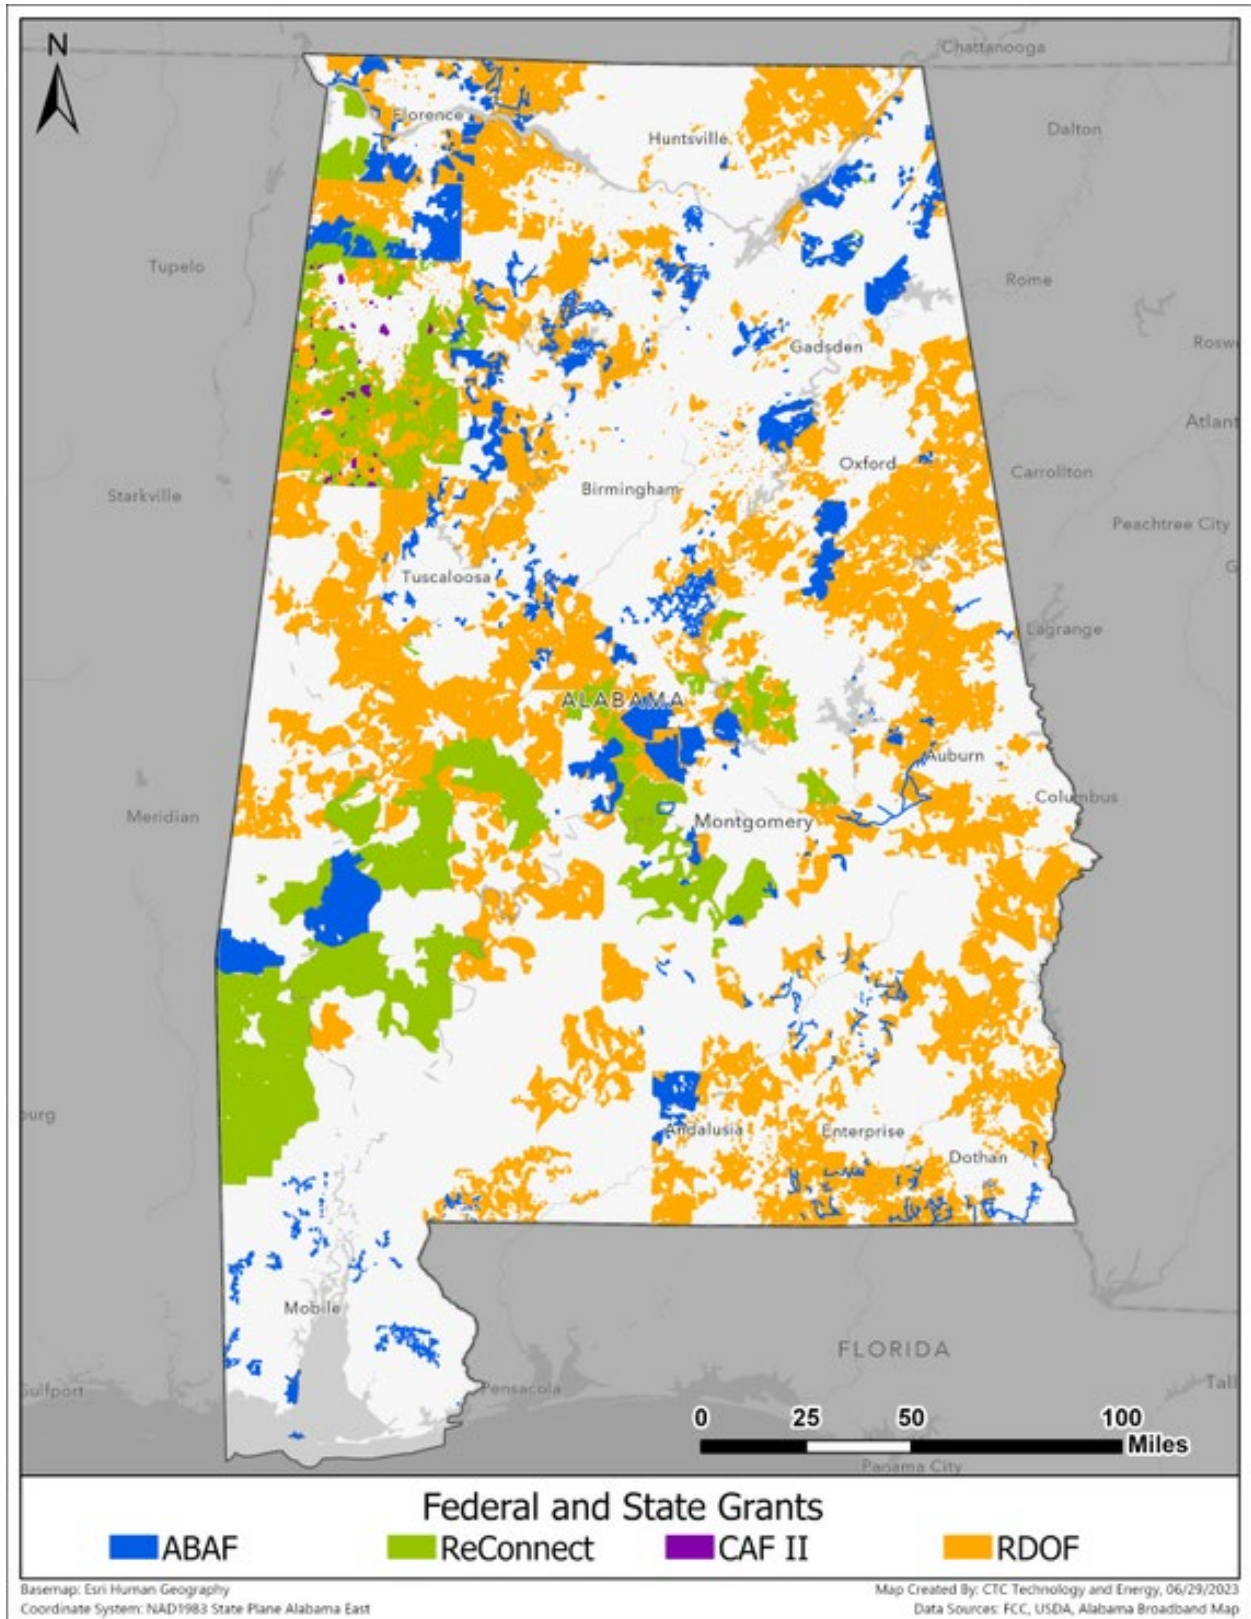 N
Chattanooga
Florence
Huntsville
Dalton
Tupelo
Rome
Gadsden
Rosw
Atlant
Oxford
Carrollton
Birmingham
Starkville
Peachtree City
G
Tuscaloosa
Lagrange
ALABAMA
Auburn
Columbus
Meridian
Montgomery
burg
Andalusia
Enterprise
Dothan
Mobile
FLORIDA
Gulfport
Pensacola
Tall
0 25 50 100
Miles
Panama City
Federal and State Grants
ABAF ReConnect CAF II RDOF
Basemap: Esri Human Geography
Map Created By: CTC Technology and Energy, 06/29/2023
Coordinate System: NAD1983 State Plane Alabama East
Data Sources: FCC, USDA, Alabama Broadband Map